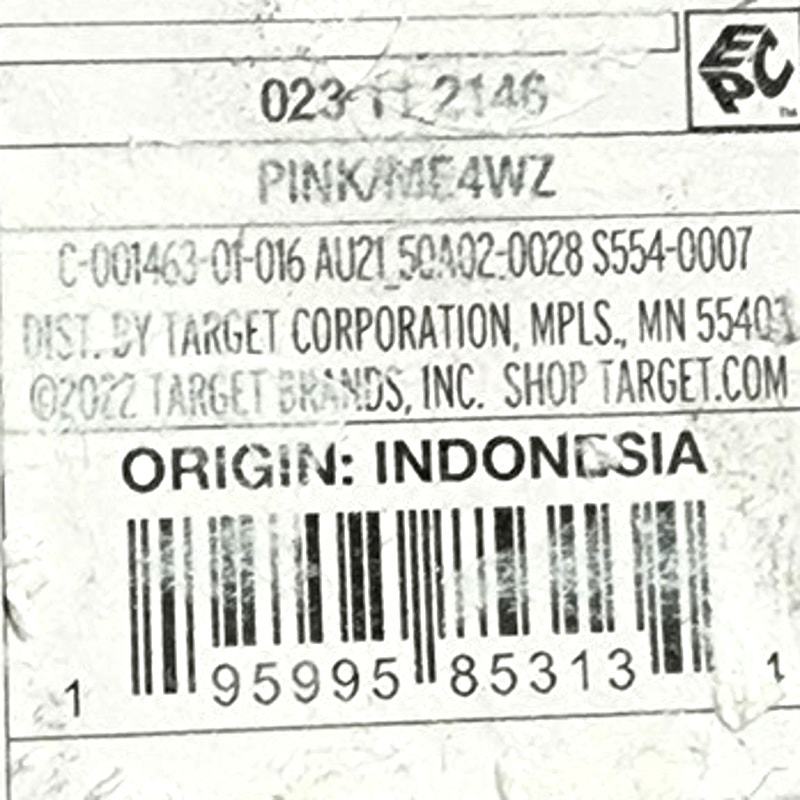 EPC
TM
023-11-2146
PINK/ME4WZ
C-001463-01-016 AU21_50A02-0028 S554-0007
DIST. BY TARGET CORPORATION, MPLS., MN 55403
©2022 TARGET BRANDS, INC. SHOP TARGET.COM
ORIGIN: INDONESIA
1 95995 85313 1